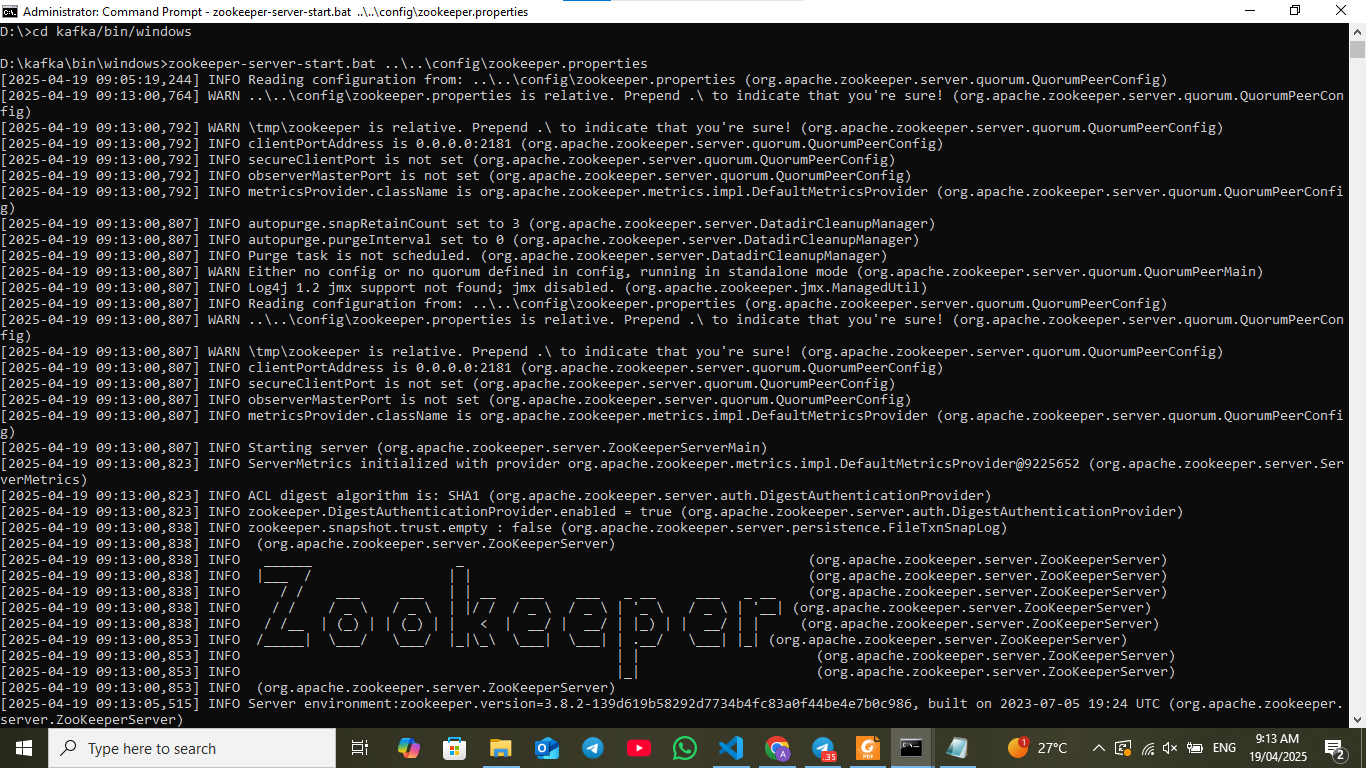 Administrator: Command Prompt - zookeeper-server-start.bat ..\..\config\zookeeper.properties
D:\>cd kafka/bin/windows
D:\kafka\bin\windows>zookeeper-server-start.bat ..\..\config\zookeeper.properties
[2025-04-19 09:05:19,244] INFO Reading configuration from: ..\..\config\zookeeper.properties (org.apache.zookeeper.server.quorum.QuorumPeerConfig)
[2025-04-19 09:13:00,764] WARN ..\..\config\zookeeper.properties is relative. Prepend .\ to indicate that you're sure! (org.apache.zookeeper.server.quorum.QuorumPeerCon
fig)
[2025-04-19 09:13:00,792] WARN \tmp\zookeeper is relative. Prepend .\ to indicate that you're sure! (org.apache.zookeeper.server.quorum.QuorumPeerConfig)
[2025-04-19 09:13:00,792] INFO clientPortAddress is 0.0.0.0:2181 (org.apache.zookeeper.server.quorum.QuorumPeerConfig)
[2025-04-19 09:13:00,792] INFO secureClientPort is not set (org.apache.zookeeper.server.quorum.QuorumPeerConfig)
[2025-04-19 09:13:00,792] INFO observerMasterPort is not set (org.apache.zookeeper.server.quorum.QuorumPeerConfig)
[2025-04-19 09:13:00,792] INFO metricsProvider.className is org.apache.zookeeper.metrics.impl.DefaultMetricsProvider (org.apache.zookeeper.server.quorum.QuorumPeerConfi
g)
[2025-04-19 09:13:00,807] INFO autopurge.snapRetainCount set to 3 (org.apache.zookeeper.server.DatadirCleanupManager)
[2025-04-19 09:13:00,807] INFO autopurge.purgeInterval set to 0 (org.apache.zookeeper.server.DatadirCleanupManager)
[2025-04-19 09:13:00,807] INFO Purge task is not scheduled. (org.apache.zookeeper.server.DatadirCleanupManager)
[2025-04-19 09:13:00,807] WARN Either no config or no quorum defined in config, running in standalone mode (org.apache.zookeeper.server.quorum.QuorumPeerMain)
[2025-04-19 09:13:00,807] INFO Log4j 1.2 jmx support not found; jmx disabled. (org.apache.zookeeper.jmx.ManagedUtil)
[2025-04-19 09:13:00,807] INFO Reading configuration from: ..\..\config\zookeeper.properties (org.apache.zookeeper.server.quorum.QuorumPeerConfig)
[2025-04-19 09:13:00,807] WARN ..\..\config\zookeeper.properties is relative. Prepend .\ to indicate that you're sure! (org.apache.zookeeper.server.quorum.QuorumPeerCon
fig)
[2025-04-19 09:13:00,807] WARN \tmp\zookeeper is relative. Prepend .\ to indicate that you're sure! (org.apache.zookeeper.server.quorum.QuorumPeerConfig)
[2025-04-19 09:13:00,807] INFO clientPortAddress is 0.0.0.0:2181 (org.apache.zookeeper.server.quorum.QuorumPeerConfig)
[2025-04-19 09:13:00,807] INFO secureClientPort is not set (org.apache.zookeeper.server.quorum.QuorumPeerConfig)
[2025-04-19 09:13:00,807] INFO observerMasterPort is not set (org.apache.zookeeper.server.quorum.QuorumPeerConfig)
[2025-04-19 09:13:00,807] INFO metricsProvider.className is org.apache.zookeeper.metrics.impl.DefaultMetricsProvider (org.apache.zookeeper.server.quorum.QuorumPeerConfi
g)
[2025-04-19 09:13:00,807] INFO Starting server (org.apache.zookeeper.server.ZooKeeperServerMain)
[2025-04-19 09:13:00,823] INFO ServerMetrics initialized with provider org.apache.zookeeper.metrics.impl.DefaultMetricsProvider@9225652 (org.apache.zookeeper.server.Ser
verMetrics)
[2025-04-19 09:13:00,823] INFO ACL digest algorithm is: SHA1 (org.apache.zookeeper.server.auth.DigestAuthenticationProvider)
[2025-04-19 09:13:00,823] INFO zookeeper.DigestAuthenticationProvider.enabled = true (org.apache.zookeeper.server.auth.DigestAuthenticationProvider)
[2025-04-19 09:13:00,838] INFO zookeeper.snapshot.trust.empty : false (org.apache.zookeeper.server.persistence.FileTxnSnapLog)
[2025-04-19 09:13:00,838] INFO  (org.apache.zookeeper.server.ZooKeeperServer)
[2025-04-19 09:13:00,838] INFO   ______                  _                                           (org.apache.zookeeper.server.ZooKeeperServer)
[2025-04-19 09:13:00,838] INFO  |___  /                 | |                                          (org.apache.zookeeper.server.ZooKeeperServer)
[2025-04-19 09:13:00,838] INFO     / /    ___     ___   | | __   ___    ___   _ __     ___   _ __    (org.apache.zookeeper.server.ZooKeeperServer)
[2025-04-19 09:13:00,838] INFO    / /    / _ \   / _ \  | |/ /  / _ \  / _ \ | '_ \   / _ \ | '__| (org.apache.zookeeper.server.ZooKeeperServer)
[2025-04-19 09:13:00,838] INFO   / /__  | (_) | | (_) | |   <  |  __/ |  __/ | |_) | |  __/ | |     (org.apache.zookeeper.server.ZooKeeperServer)
[2025-04-19 09:13:00,853] INFO  /_____|  \___/   \___/  |_|\_\  \___|  \___| | .__/   \___| |_| (org.apache.zookeeper.server.ZooKeeperServer)
[2025-04-19 09:13:00,853] INFO                                               | |                      (org.apache.zookeeper.server.ZooKeeperServer)
[2025-04-19 09:13:00,853] INFO                                               |_|                      (org.apache.zookeeper.server.ZooKeeperServer)
[2025-04-19 09:13:00,853] INFO  (org.apache.zookeeper.server.ZooKeeperServer)
[2025-04-19 09:13:05,515] INFO Server environment:zookeeper.version=3.8.2-139d619b58292d7734b4fc83a0f44be4e7b0c986, built on 2023-07-05 19:24 UTC (org.apache.zookeeper.
server.ZooKeeperServer)
Type here to search
A
.35
PDF
1
27°C
ENG
9:13 AM
19/04/2025
2